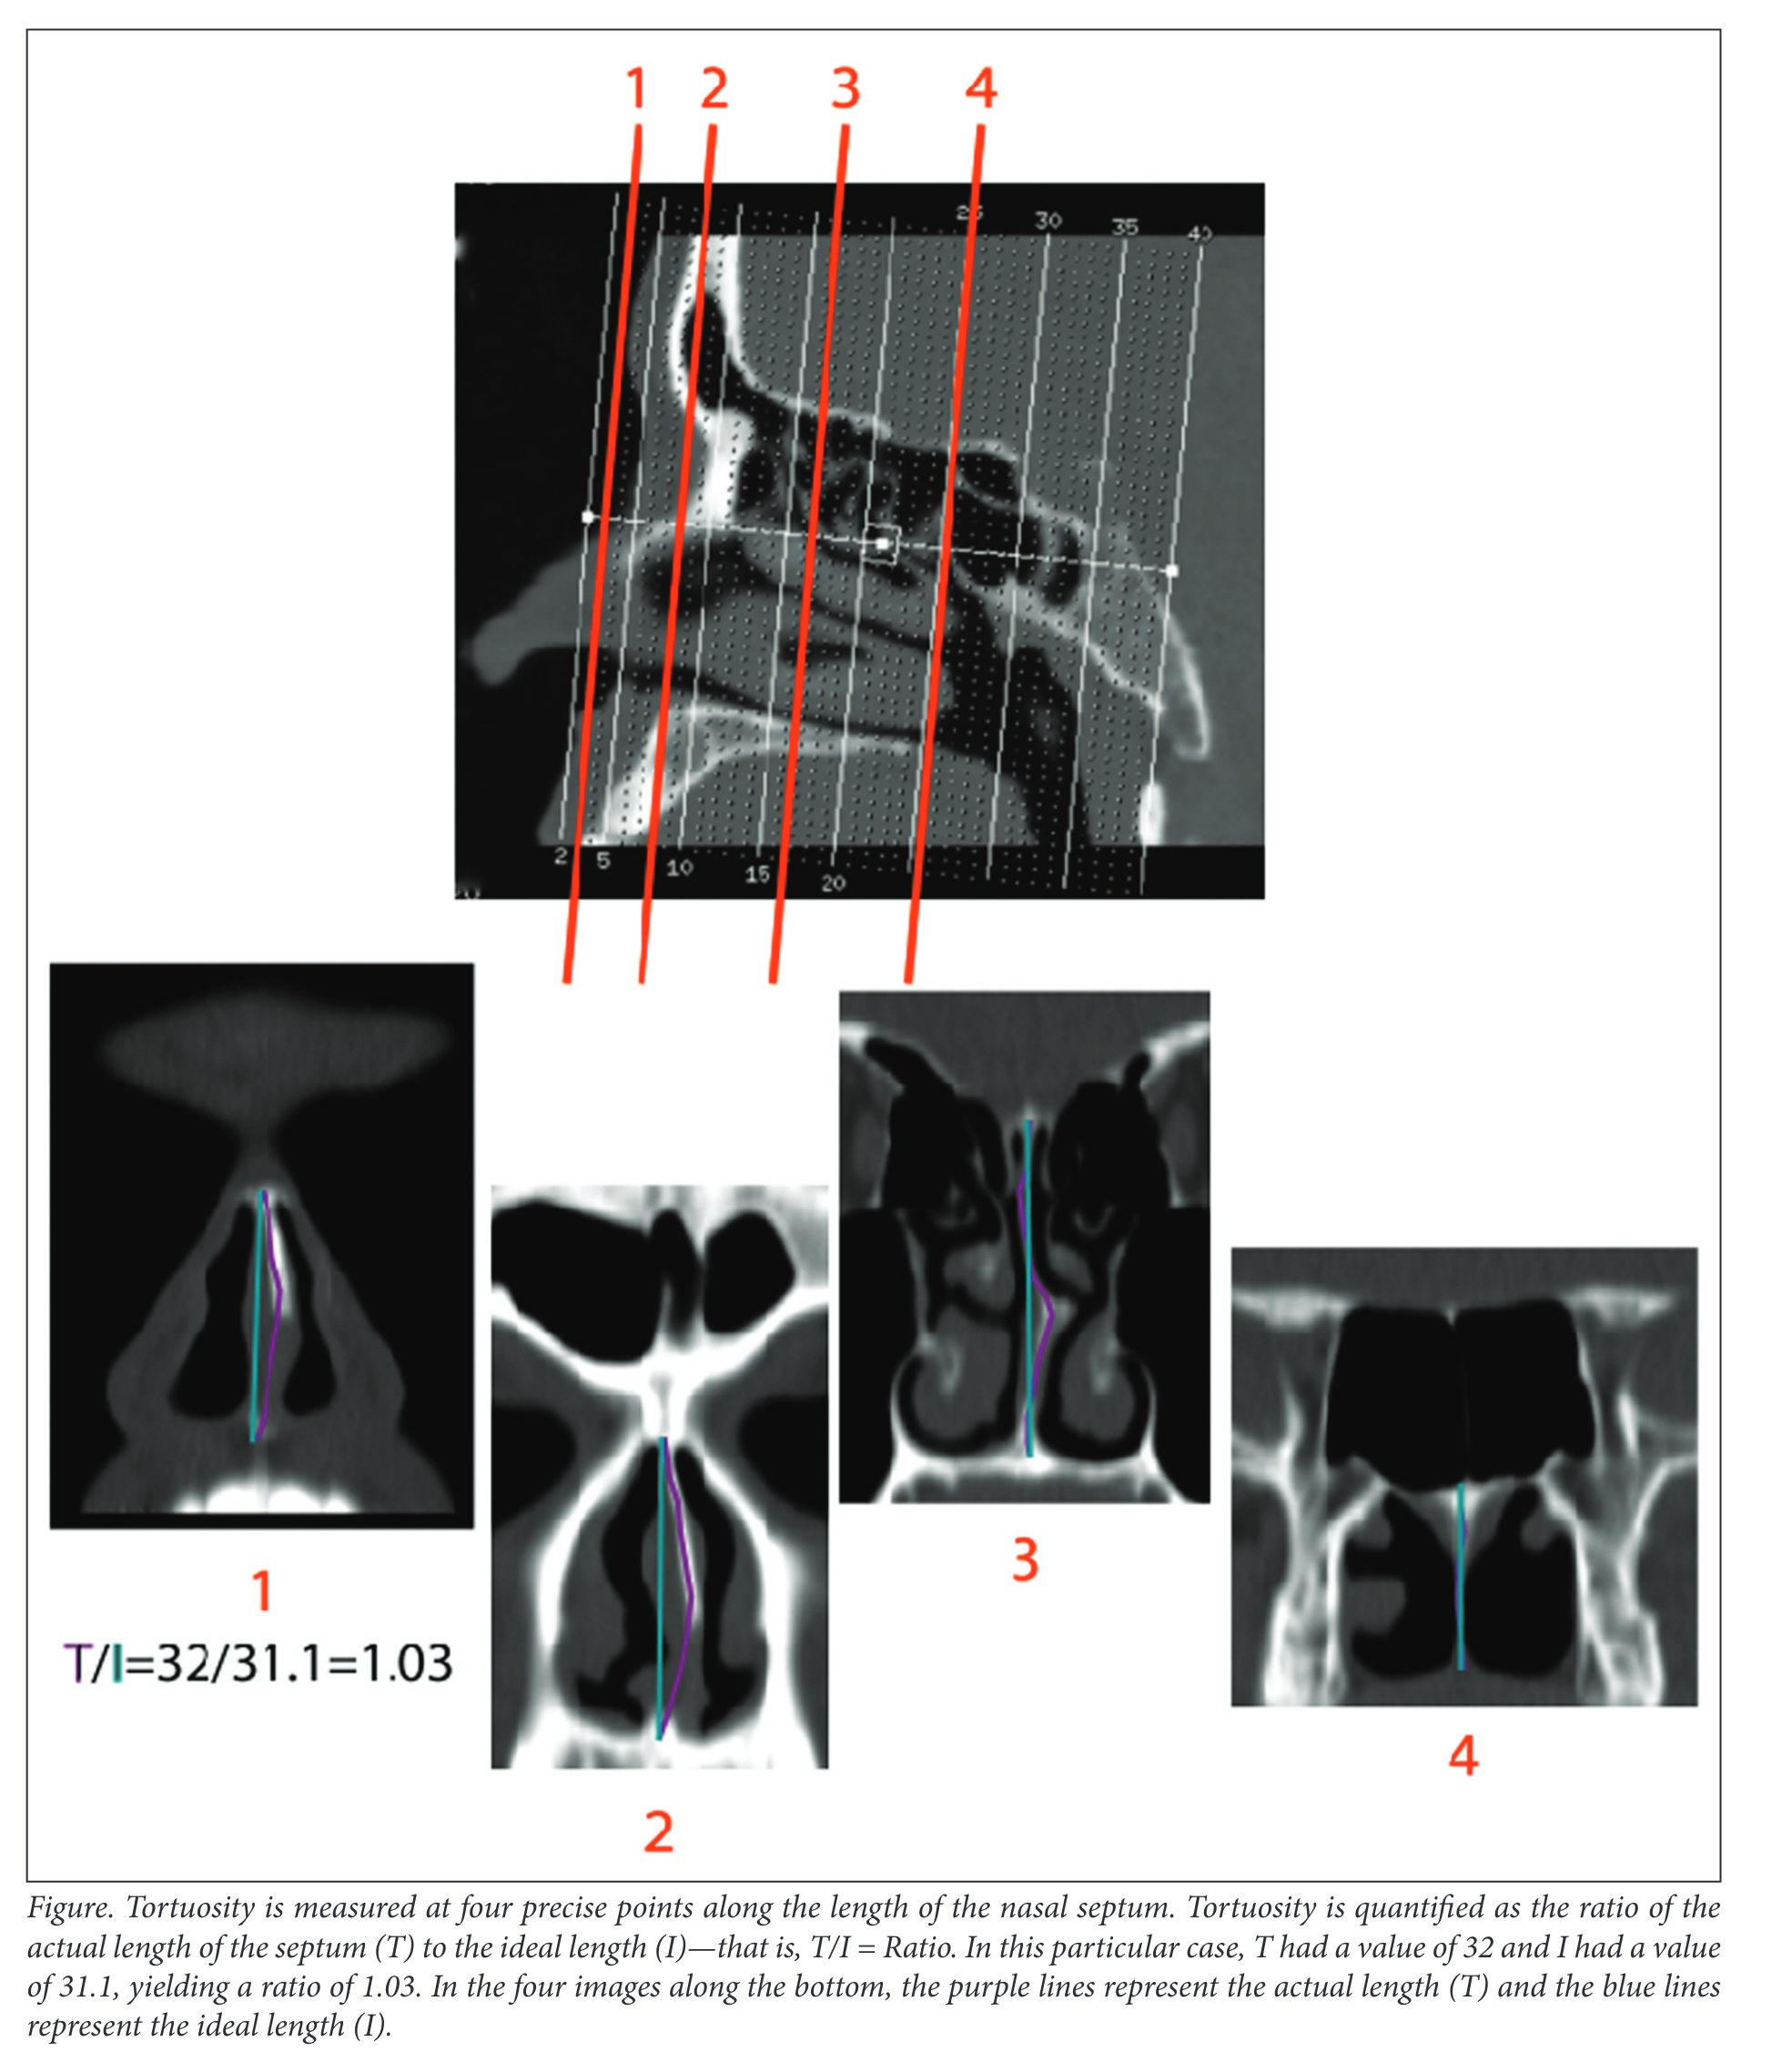 1 2 3 4
25 30 35 40
2 5 10 15 20
1
T/I=32/31.1=1.03
2
3
4
Figure. Tortuosity is measured at four precise points along the length of the nasal septum. Tortuosity is quantified as the ratio of the
actual length of the septum (T) to the ideal length (I)—that is, T/I = Ratio. In this particular case, T had a value of 32 and I had a value
of 31.1, yielding a ratio of 1.03. In the four images along the bottom, the purple lines represent the actual length (T) and the blue lines
represent the ideal length (I).